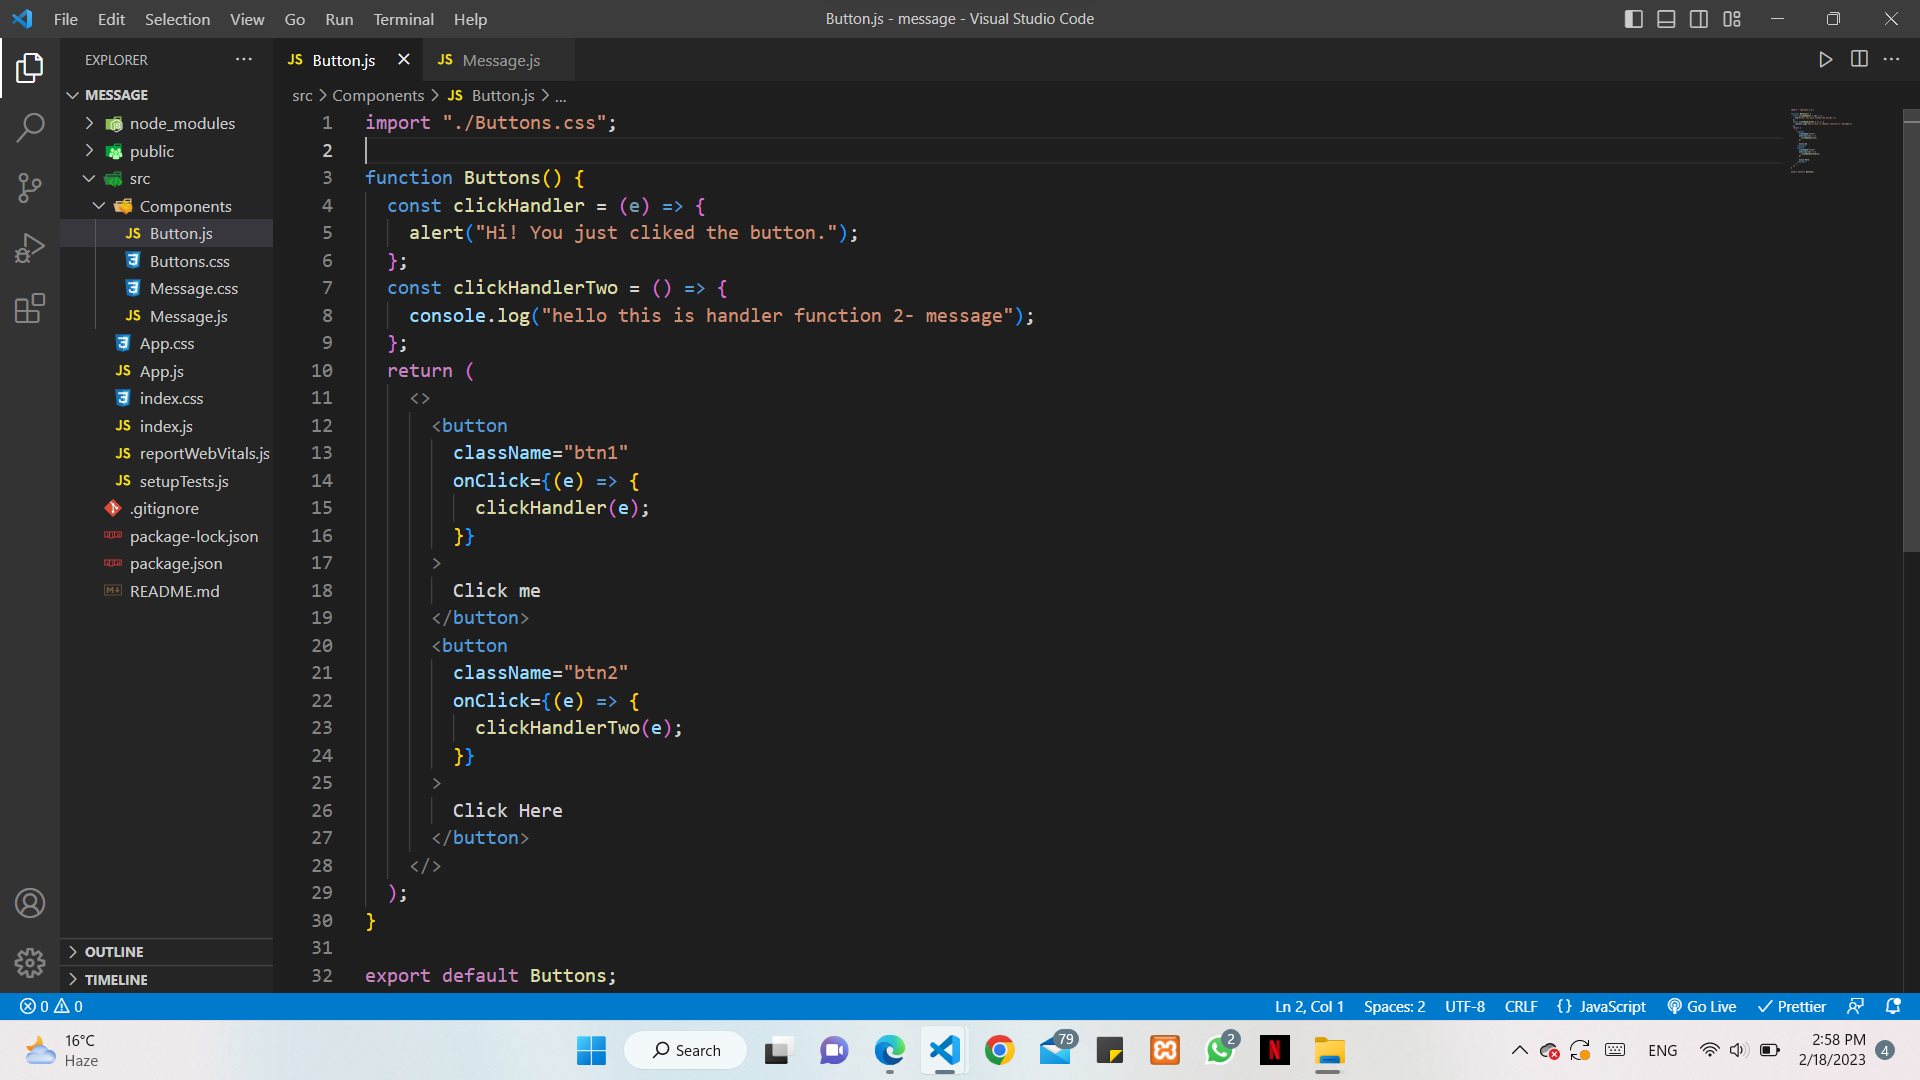 File Edit Selection View Go Run Terminal Help
Button.js - message - Visual Studio Code
EXPLORER
MESSAGE
node_modules
public
src
Components
JS Button.js
Buttons.css
Message.css
JS Message.js
App.css
JS App.js
index.css
JS index.js
JS reportWebVitals.js
JS setupTests.js
.gitignore
package-lock.json
package.json
README.md
OUTLINE
TIMELINE
JS Button.js JS Message.js
src > Components > JS Button.js > ...
1 import "./Buttons.css";
2
3 function Buttons() {
4 const clickHandler = (e) => {
5 alert("Hi! You just cliked the button.");
6 };
7 const clickHandlerTwo = () => {
8 console.log("hello this is handler function 2- message");
9 };
10 return (
11 <>
12 <button
13 className="btn1"
14 onClick={(e) => {
15 clickHandler(e);
16 }}
17 >
18 Click me
19 </button>
20 <button
21 className="btn2"
22 onClick={(e) => {
23 clickHandlerTwo(e);
24 }}
25 >
26 Click Here
27 </button>
28 </>
29 );
30 }
31
32 export default Buttons;
0 0 Ln 2, Col 1 Spaces: 2 UTF-8 CRLF {} JavaScript Go Live Prettier
16°C
Haze
Search
79
2
N
ENG
2:58 PM
2/18/2023
4